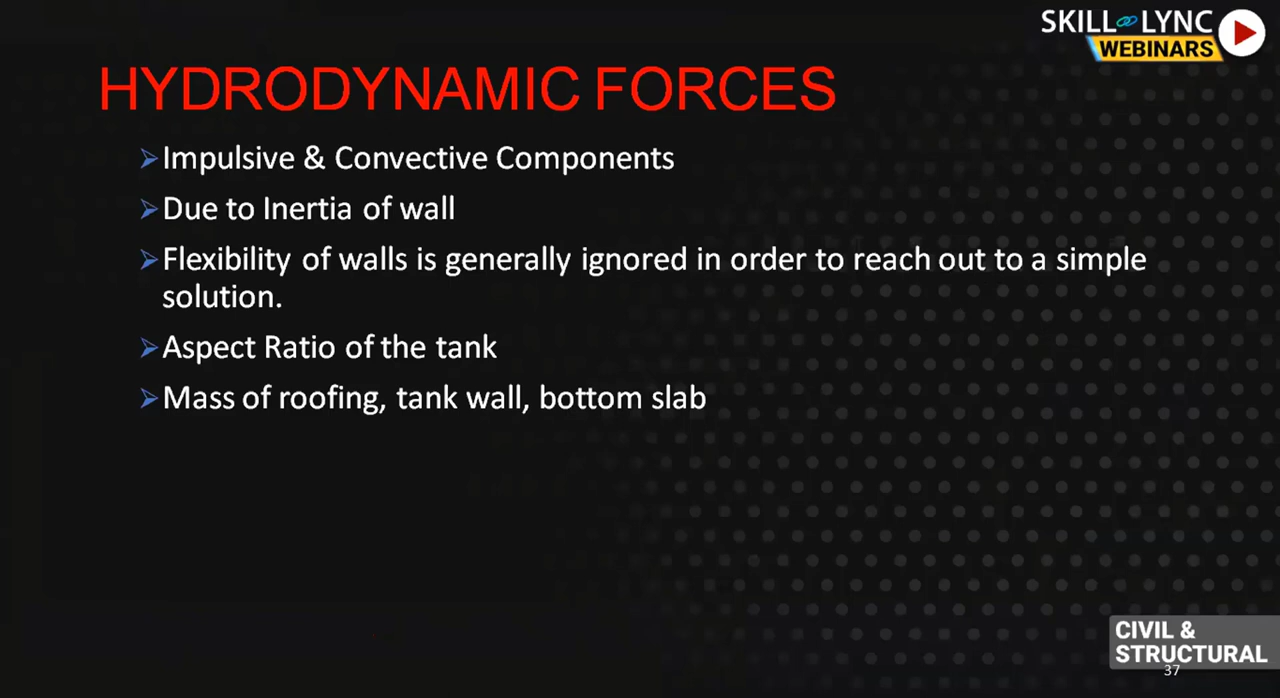 SKILL LYNC
WEBINARS
HYDRODYNAMIC FORCES
Impulsive & Convective Components
Due to Inertia of wall
Flexibility of walls is generally ignored in order to reach out to a simple
solution.
Aspect Ratio of the tank
Mass of roofing, tank wall, bottom slab
CIVIL &
STRUCTURAL
37